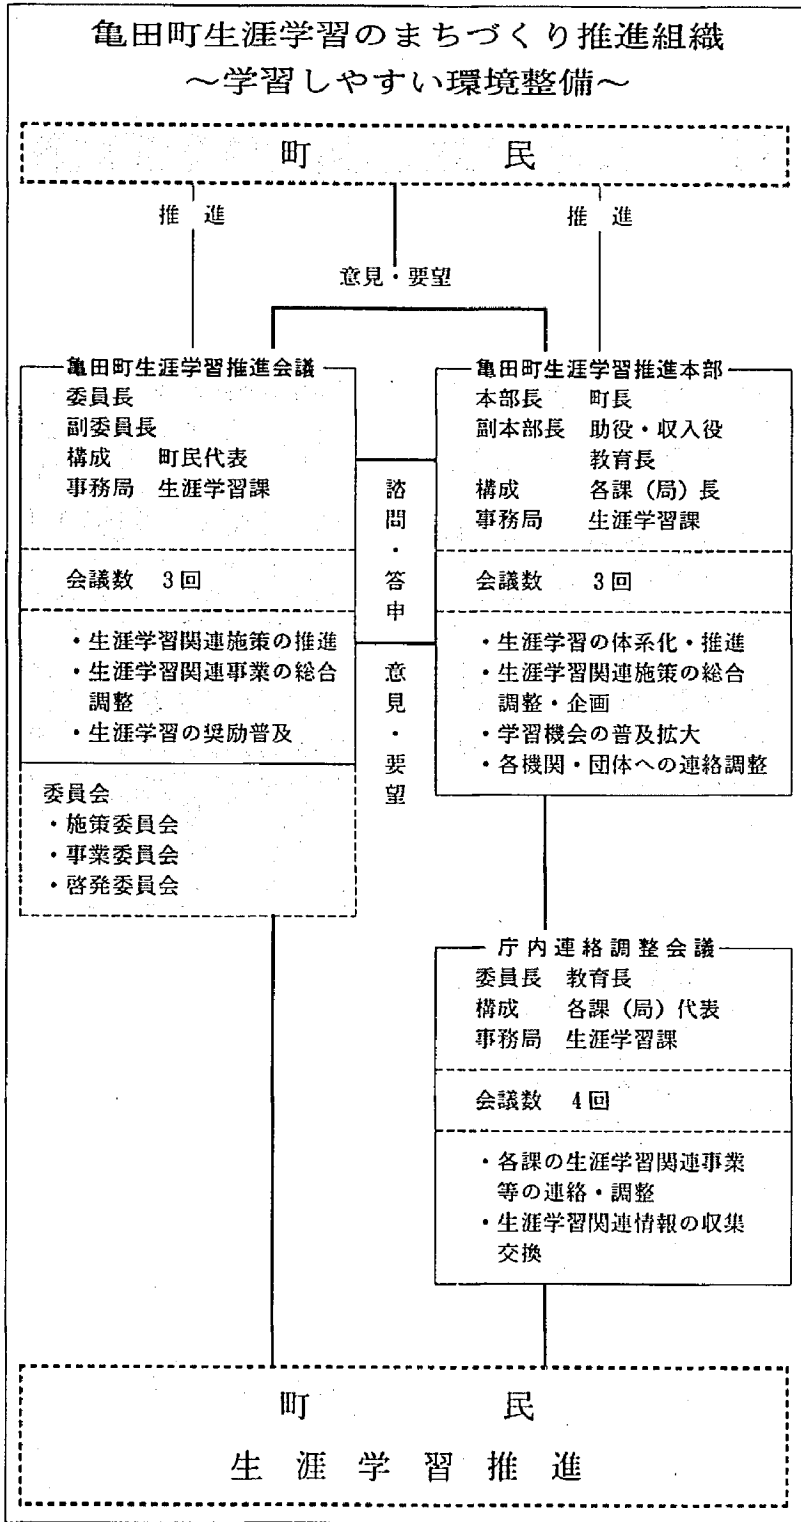 亀田町生涯学習のまちづくり推進組織
～学習しやすい環境整備～
町 民
推 進
推 進
意見・要望
亀田町生涯学習推進会議
委員長
副委員長
構成 町民代表
事務局 生涯学習課
会議数 3回
・生涯学習関連施策の推進
・生涯学習関連事業の総合
調整
・生涯学習の奨励普及
委員会
・施策委員会
・事業委員会
・啓発委員会
諮問・答申
意見・要望
亀田町生涯学習推進本部
本部長 町長
副本部長 助役・収入役
教育長
構成 各課（局）長
事務局 生涯学習課
会議数 3回
・生涯学習の体系化・推進
・生涯学習関連施策の総合
調整・企画
・学習機会の普及拡大
・各機関・団体への連絡調整
庁内連絡調整会議
委員長 教育長
構成 各課（局）代表
事務局 生涯学習課
会議数 4回
・各課の生涯学習関連事業
等の連絡・調整
・生涯学習関連情報の収集
交換
町 民
生 涯 学 習 推 進